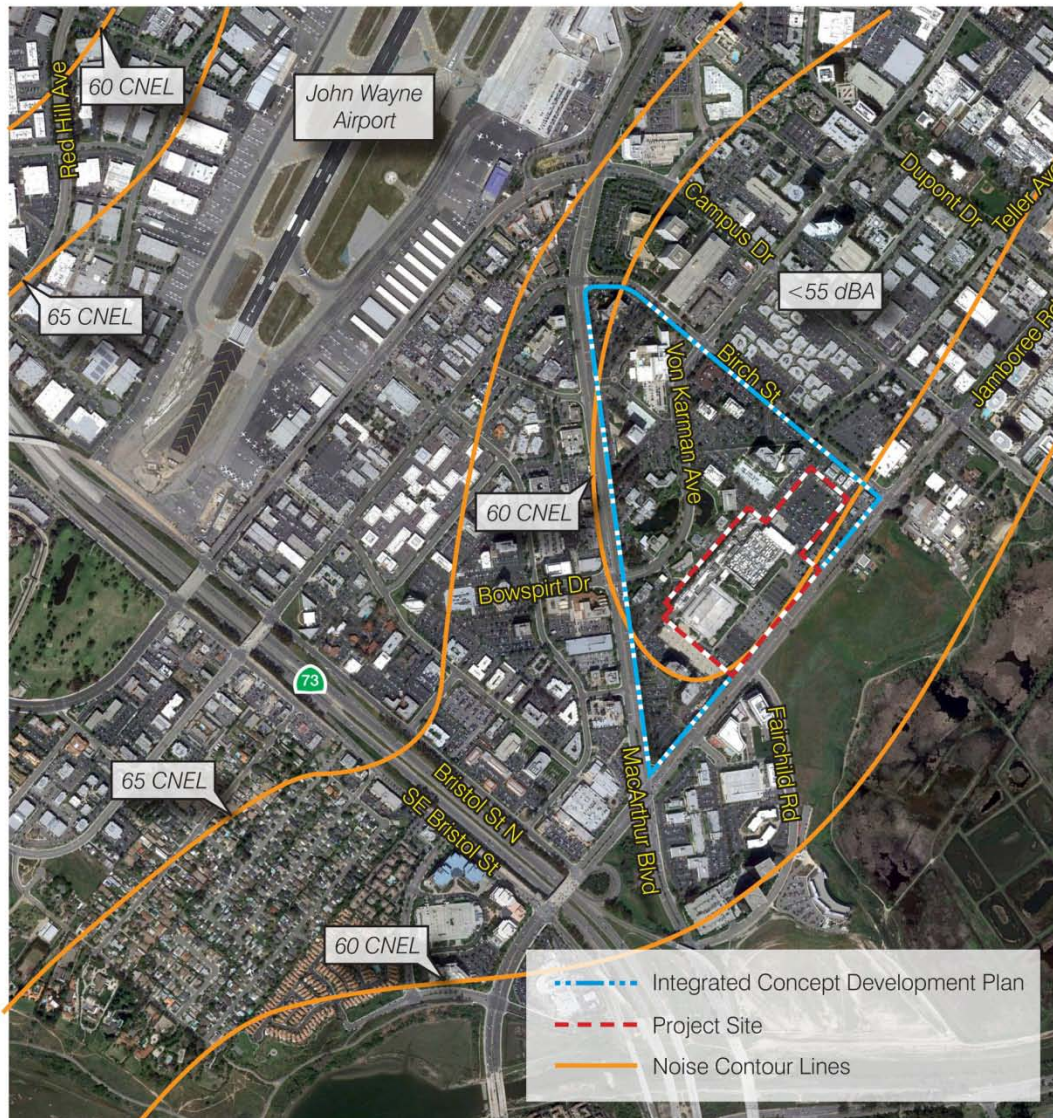 60 CNEL
Red Hill Ave
John Wayne
Airport
Campus Dr
Dupont Dr
Teller Ave
65 CNEL
<55 dBA
Jamboree Rd
Birch St
Von Karman Ave
60 CNEL
Bowspirt Dr
73
Fairchild Rd
65 CNEL
Bristol St N
SE Bristol St
MacArthur Blvd
60 CNEL
Integrated Concept Development Plan
Project Site
Noise Contour Lines